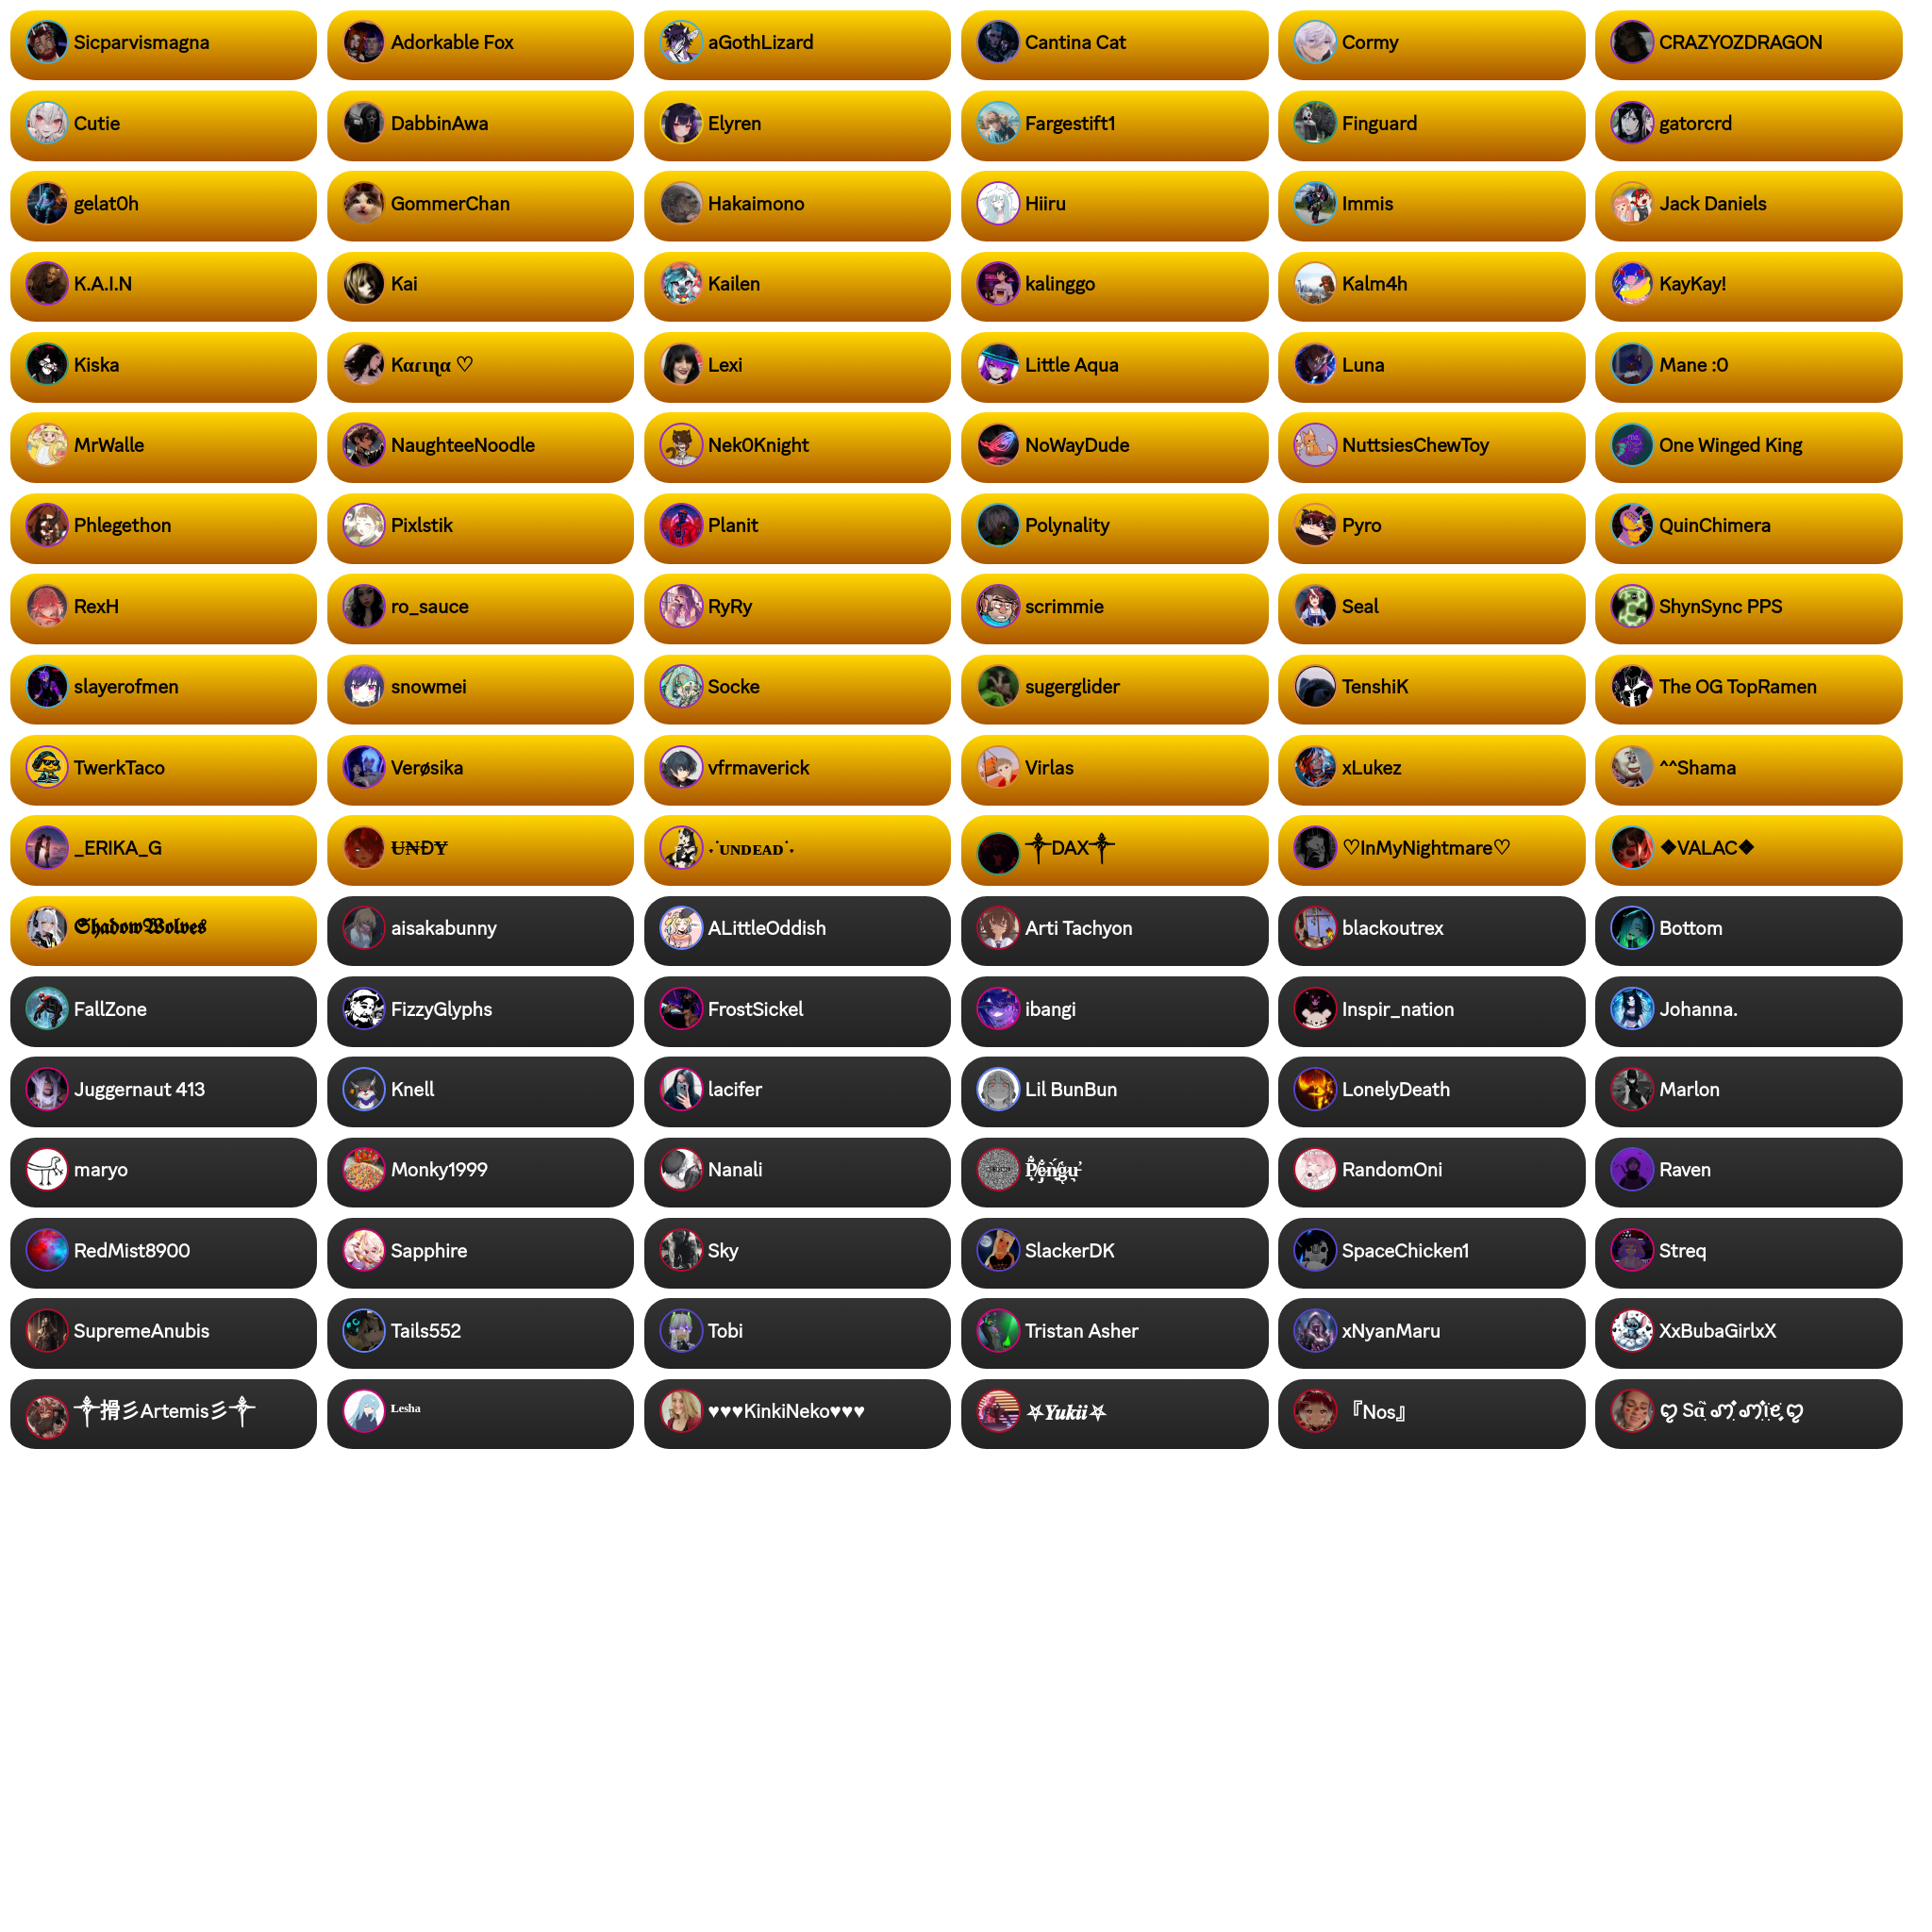 Sicparvismagna
Adorkable Fox
aGothLizard
Cantina Cat
Cormy
CRAZYOZDRAGON
Cutie
DabbinAwa
Elyren
Fargestift1
Finguard
gatorcrd
gelat0h
GommerChan
Hakaimono
Hiiru
Immis
Jack Daniels
K.A.I.N
Kai
Kailen
kalinggo
Kalm4h
KayKay!
Kiska
Kαɾιɳα ♡
Lexi
Little Aqua
Luna
Mane :0
MrWalle
NaughteeNoodle
Nek0Knight
NoWayDude
NuttsiesChewToy
One Winged King
Phlegethon
Pixlstik
Planit
Polynality
Pyro
QuinChimera
RexH
ro_sauce
RyRy
scrimmie
Seal
ShynSync PPS
slayerofmen
snowmei
Socke
sugerglider
TenshiK
The OG TopRamen
TwerkTaco
Verøsika
vfrmaverick
Virlas
xLukez
^^Shama
_ERIKA_G
U̶N̶ĐɎ
˖˙ᴜɴᴅᴇᴀᴅ˙˖
༒DAX༒
♡InMyNightmare♡
❖VALAC❖
𝕾𝖍𝖆𝖉𝖔𝖜𝖂𝖔𝖑𝖛𝖊𝖘
aisakabunny
ALittleOddish
Arti Tachyon
blackoutrex
Bottom
FallZone
FizzyGlyphs
FrostSickel
ibangi
Inspir_nation
Johanna.
Juggernaut 413
Knell
lacifer
Lil BunBun
LonelyDeath
Marlon
maryo
Monky1999
Nanali
P̷e̷n̷g̷u̷
RandomOni
Raven
RedMist8900
Sapphire
Sky
SlackerDK
SpaceChicken1
Streq
SupremeAnubis
Tails552
Tobi
Tristan Asher
xNyanMaru
XxBubaGirlxX
༒搰彡Artemis彡༒
ᴸᵉˢʰᵃ
♥♥♥KinkiNeko♥♥♥
⛧𝒀𝒖𝒌𝒊𝒊⛧
『Nos』